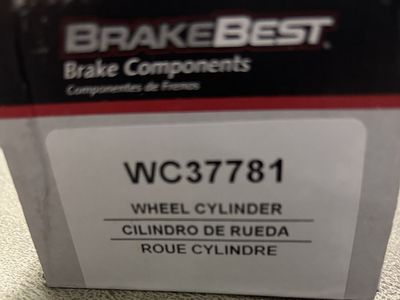 BRAKEBEST
Brake Components
Componentes de Frenos
WC37781
WHEEL CYLINDER
CILINDRO DE RUEDA
ROUE CYLINDRE